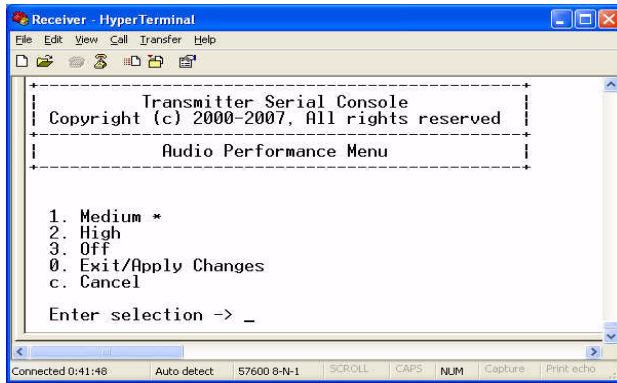 Receiver - HyperTerminal
File Edit View Call Transfer Help
Transmitter Serial Console
Copyright (c) 2000-2007, All rights reserved
Audio Performance Menu
1. Medium *
2. High
3. Off
0. Exit/Apply Changes
c. Cancel
Enter selection -> _
Connected 0:41:48 Auto detect 57600 8-N-1 SCROLL CAPS NUM Capture Print echo